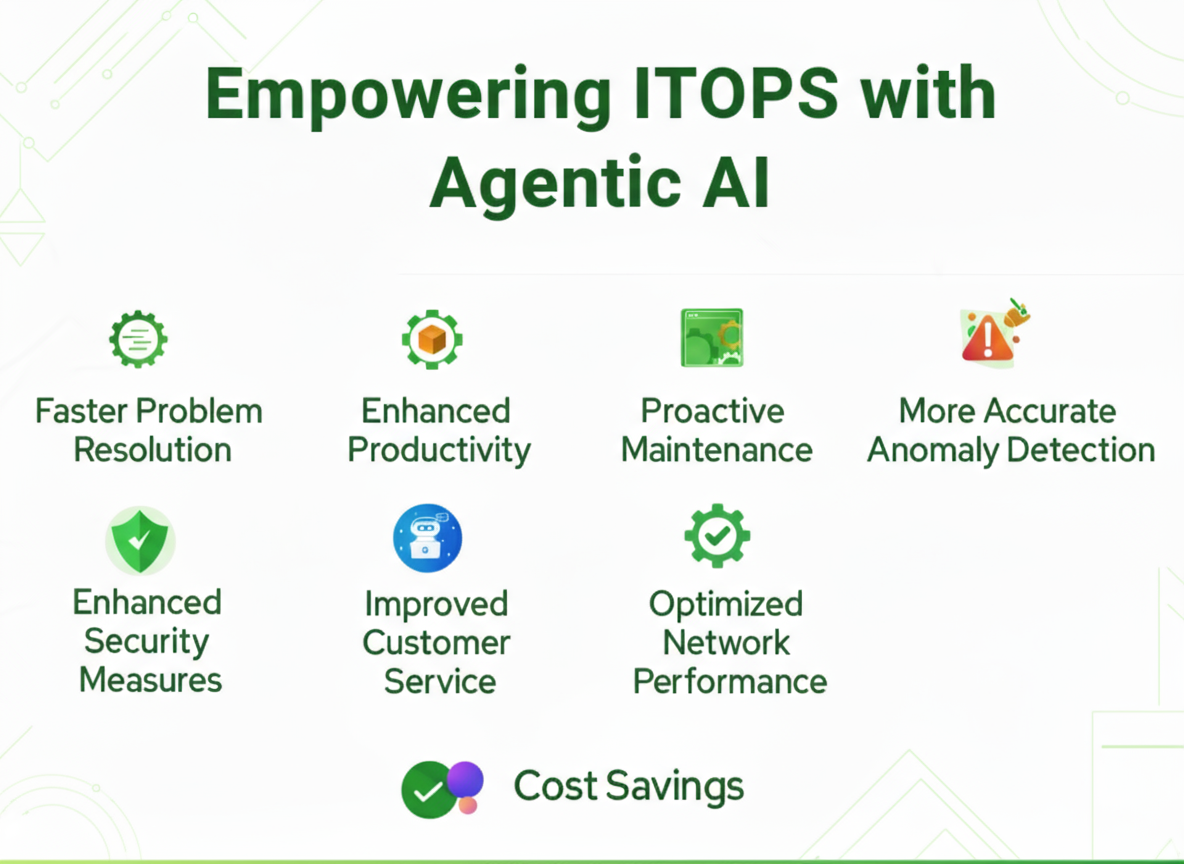 Empowering ITOPS with
Agentic AI
Faster Problem
Resolution
Enhanced
Productivity
Proactive
Maintenance
More Accurate
Anomaly Detection
Enhanced
Security
Measures
Improved
Customer
Service
Optimized
Network
Performance
Cost Savings